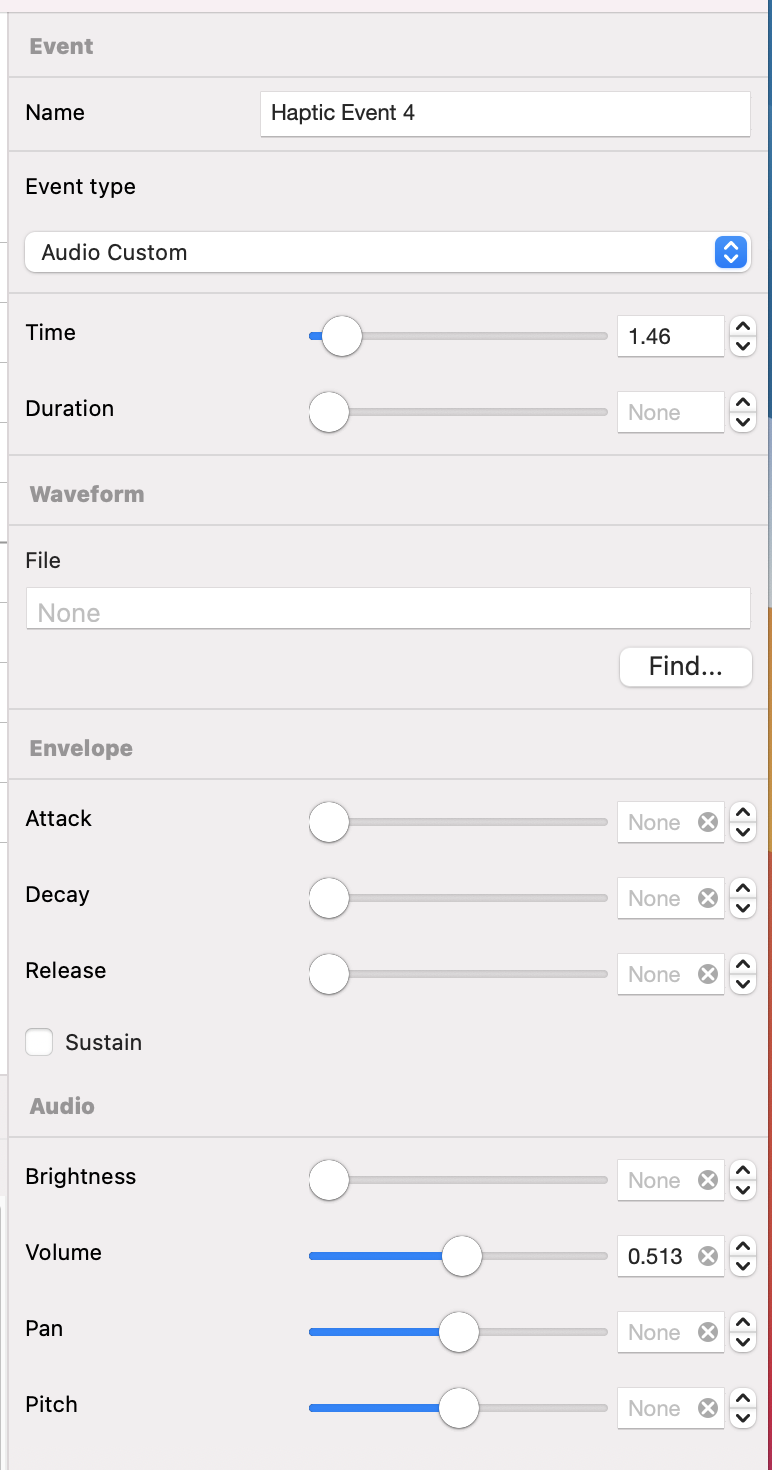 Event
Name Haptic Event 4
Event type
Audio Custom
Time 1.46
Duration None
Waveform
File
None
Find...
Envelope
Attack None
Decay None
Release None
Sustain
Audio
Brightness None
Volume 0.513
Pan None
Pitch None